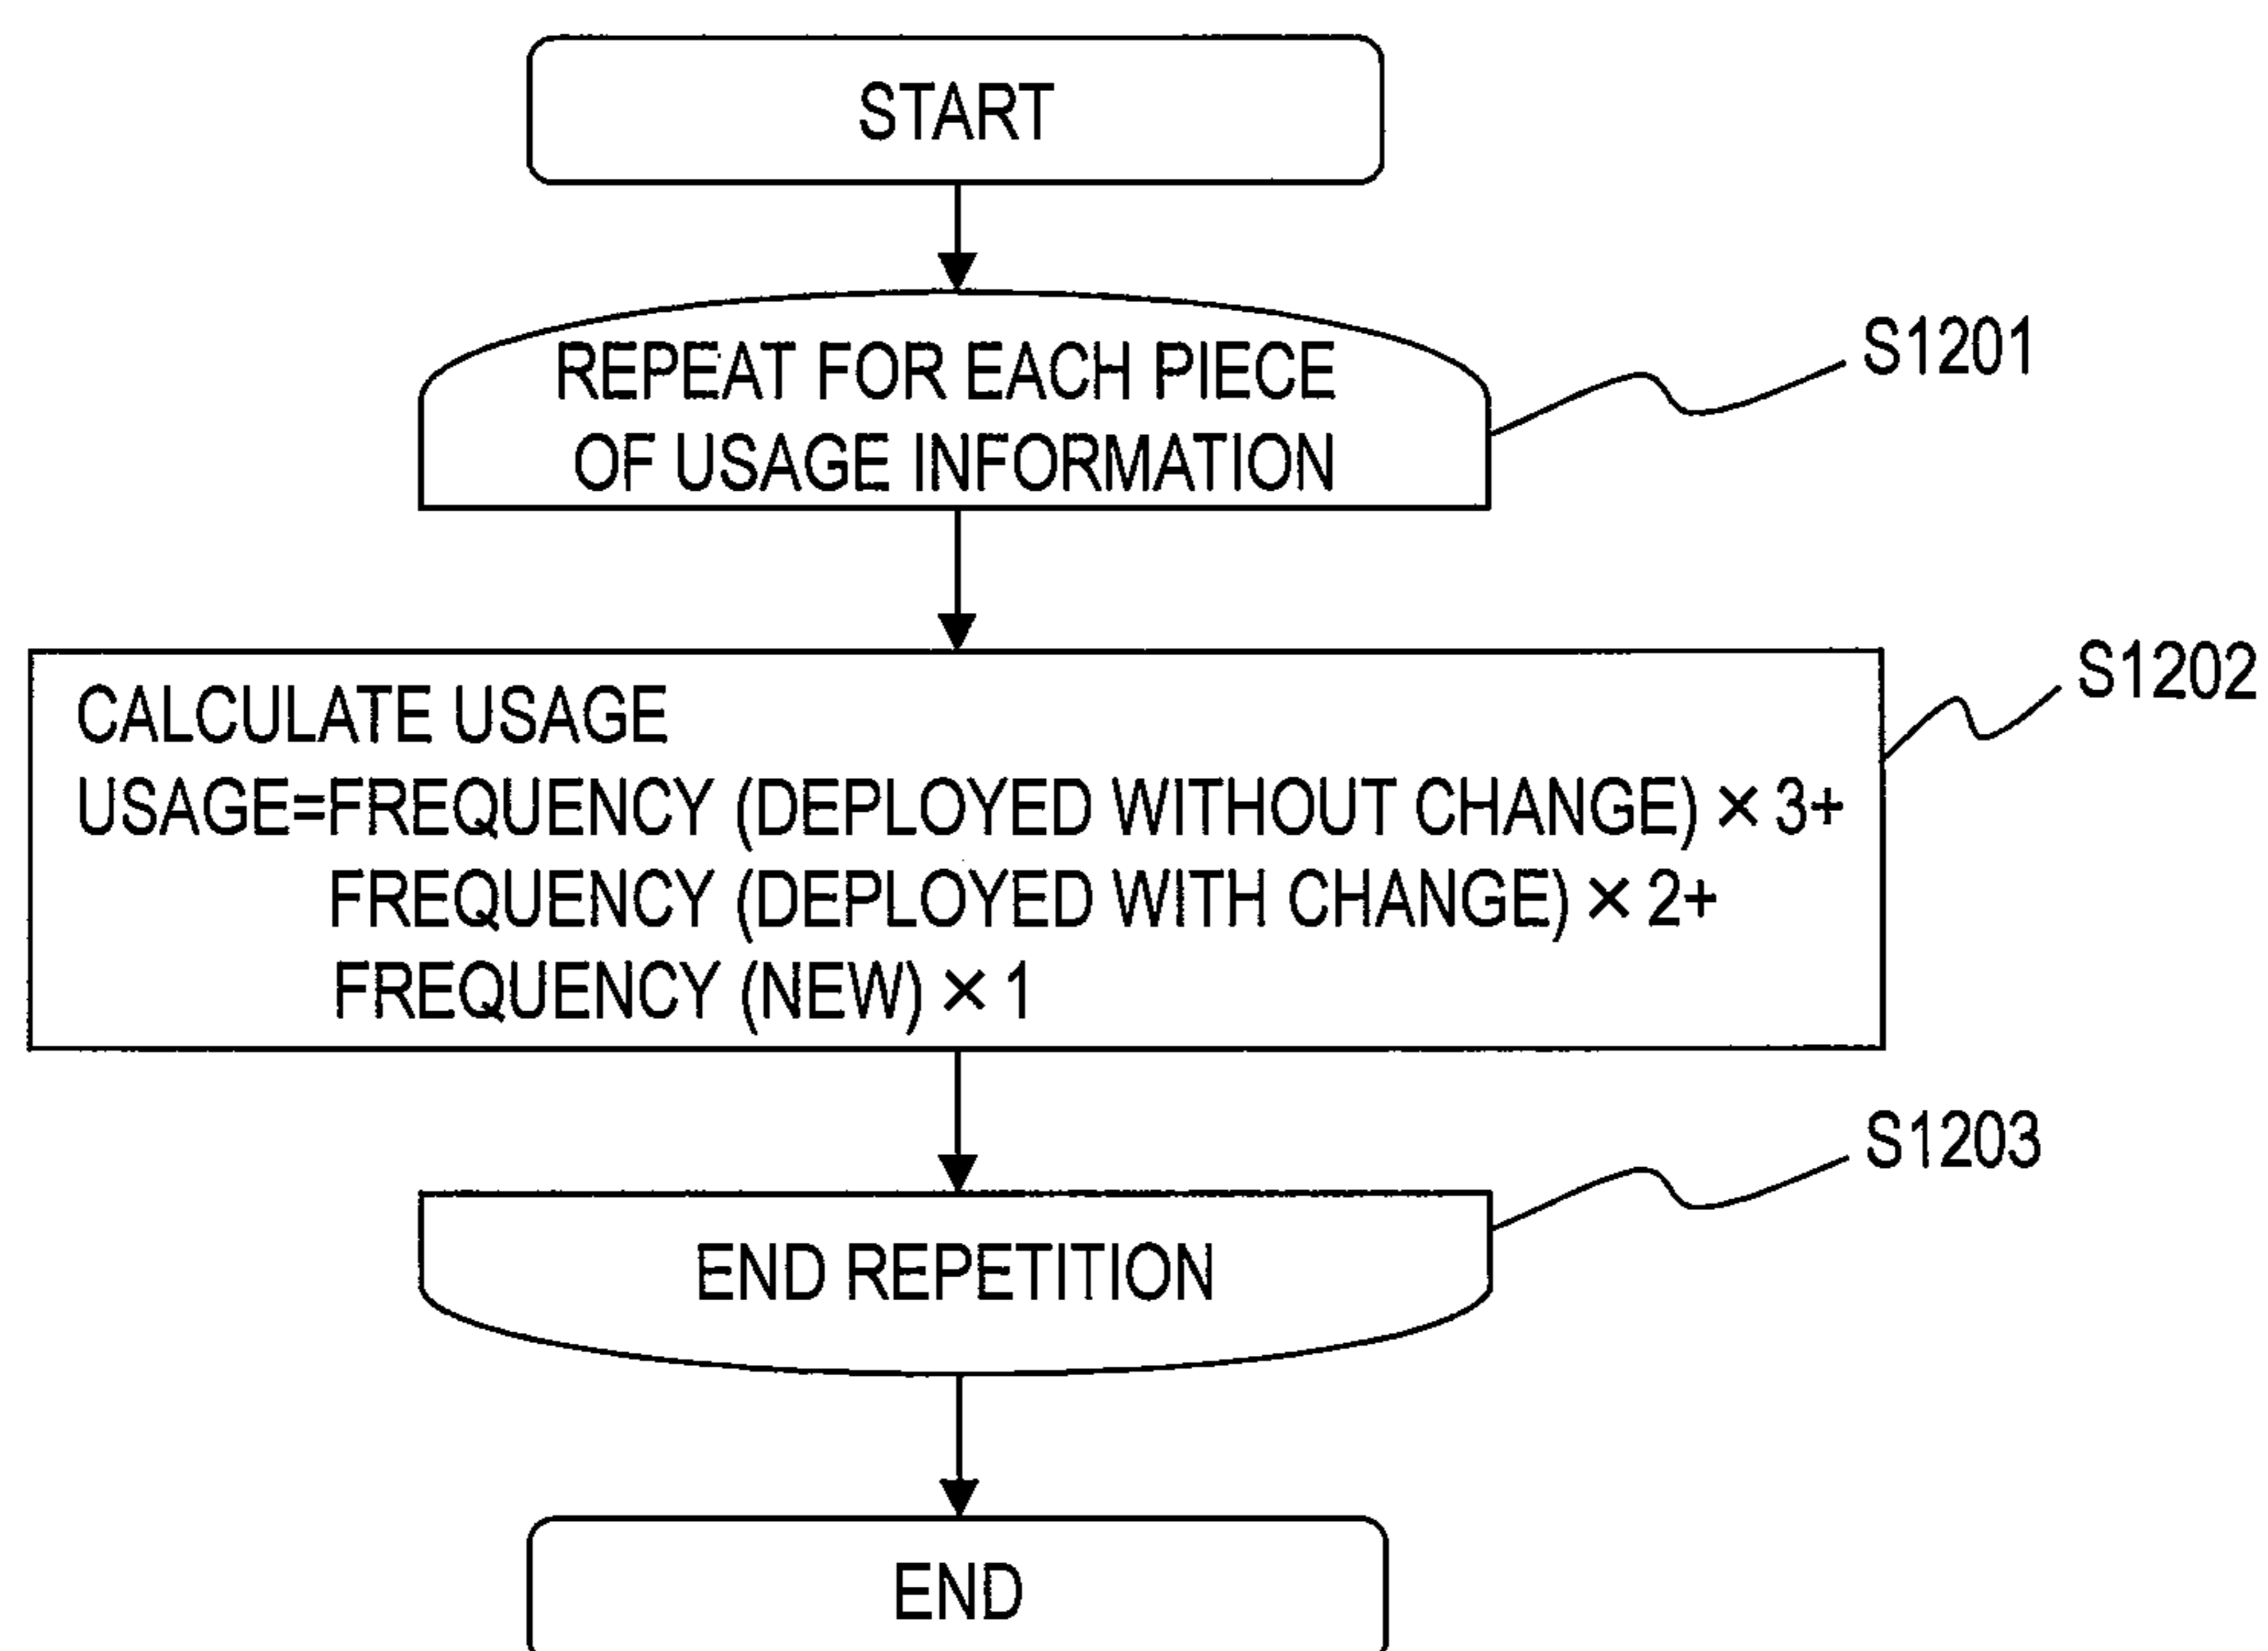 START
REPEAT FOR EACH PIECE
OF USAGE INFORMATION
S1201
CALCULATE USAGE
USAGE=FREQUENCY (DEPLOYED WITHOUT CHANGE) × 3+
FREQUENCY (DEPLOYED WITH CHANGE) × 2+
FREQUENCY (NEW) × 1
S1202
END REPETITION
S1203
END